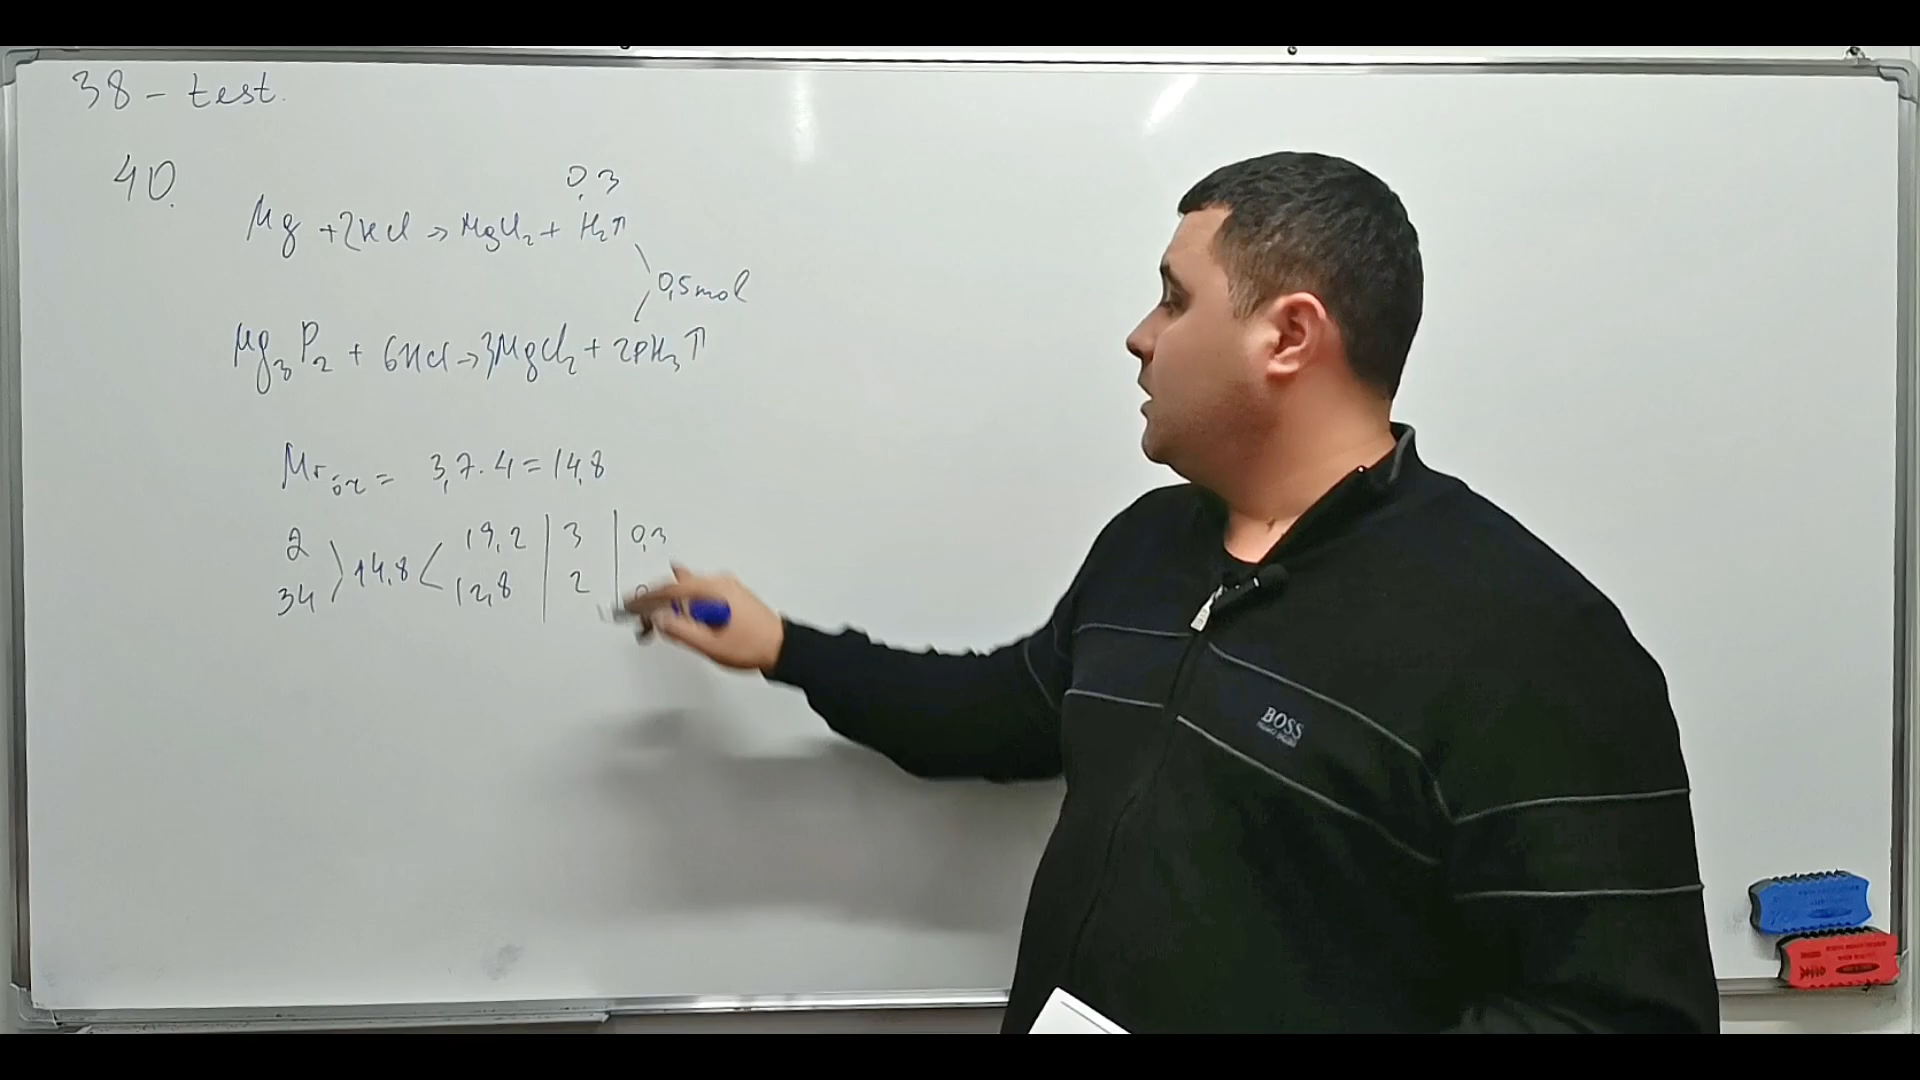 38 - test.
40.
0,3
Mg + 2HCl → MgCl₂ + H₂↑
0,5 mol
Mg₃P₂ + 6HCl → 3MgCl₂ + 2PH₃↑
Mr = 3,7 · 4 = 14,8
2 19,2 3 0,3
14,8
34 12,8 2
BOSS